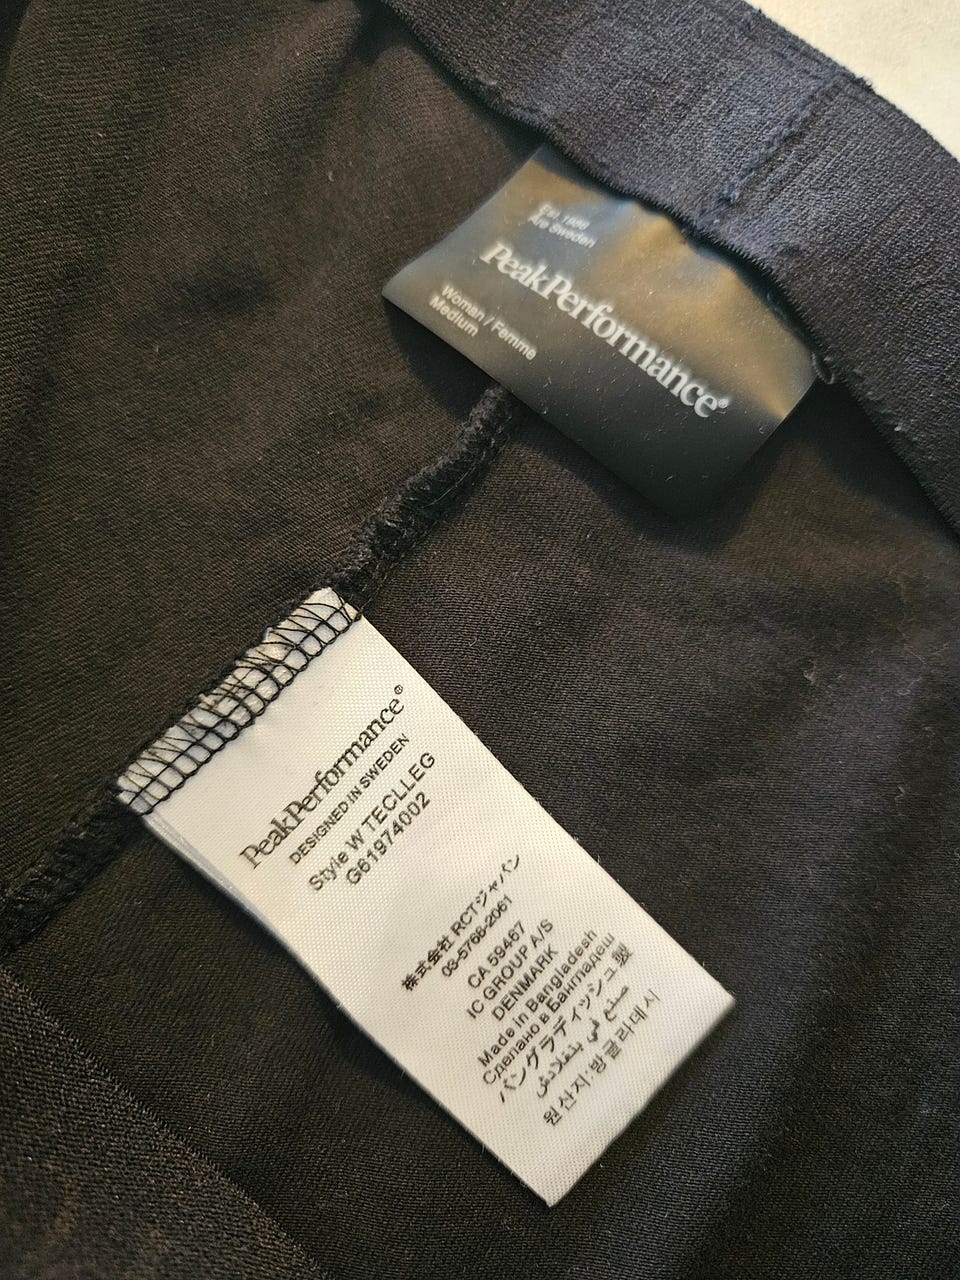 Est. 1986
Åre Sweden
PeakPerformance®
Woman / Femme
Medium
PeakPerformance®
DESIGNED IN SWEDEN
Style W TECLLEG
G61974002
株式会社 RCTジャパン
03-5766-2061
CA 59467
IC GROUP A/S
DENMARK
Made in Bangladesh
Сделано в Бангладеш
バングラディッシュ製
صنع في بنغلادش
원산지: 방글라데시